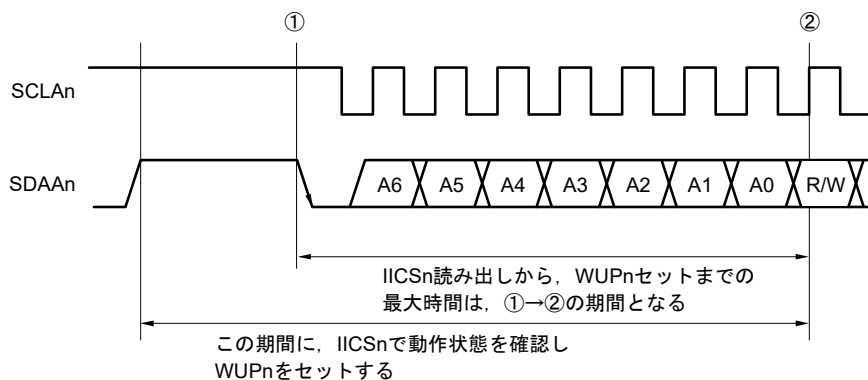 ① ②
SCLAn
SDAAn A6 A5 A4 A3 A2 A1 A0 R/W
IICSn読み出しから，WUPnセットまでの
最大時間は，①→②の期間となる
この期間に，IICSnで動作状態を確認し
WUPnをセットする